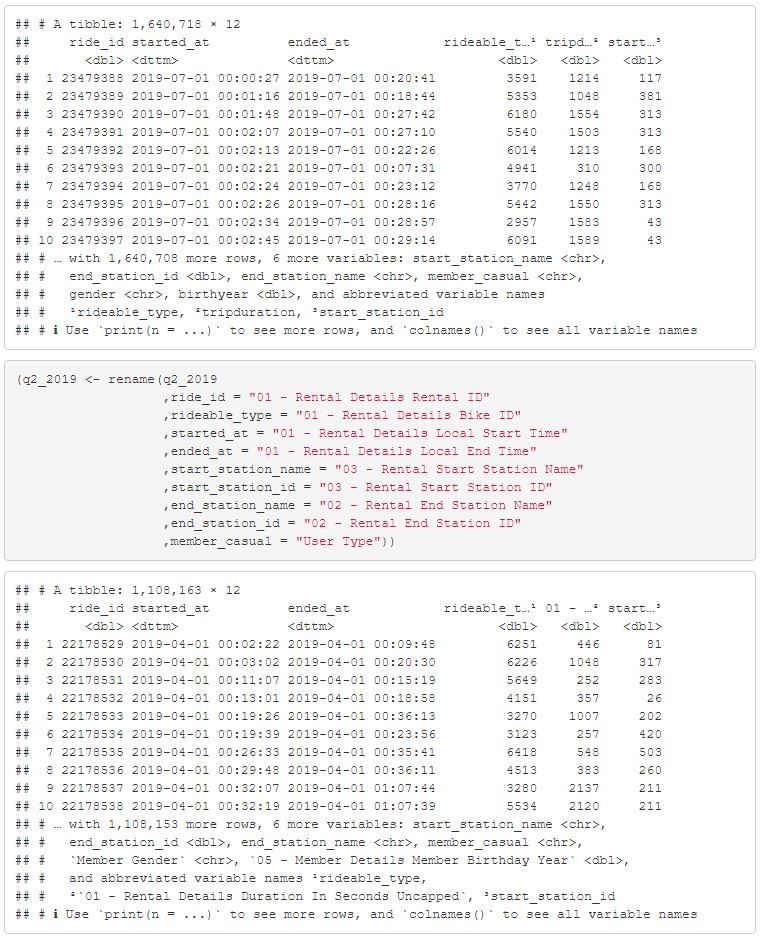 ## # A tibble: 1,640,718 × 12
##     ride_id started_at          ended_at            rideable_t…¹ tripd…² start…³
##       <dbl> <dttm>              <dttm>                     <dbl>   <dbl>   <dbl>
##  1 23479388 2019-07-01 00:00:27 2019-07-01 00:20:41         3591    1214     117
##  2 23479389 2019-07-01 00:01:16 2019-07-01 00:18:44         5353    1048     381
##  3 23479390 2019-07-01 00:01:48 2019-07-01 00:27:42         6180    1554     313
##  4 23479391 2019-07-01 00:02:07 2019-07-01 00:27:10         5540    1503     313
##  5 23479392 2019-07-01 00:02:13 2019-07-01 00:22:26         6014    1213     168
##  6 23479393 2019-07-01 00:02:21 2019-07-01 00:07:31         4941     310     300
##  7 23479394 2019-07-01 00:02:24 2019-07-01 00:23:12         3770    1248     168
##  8 23479395 2019-07-01 00:02:26 2019-07-01 00:28:16         5442    1550     313
##  9 23479396 2019-07-01 00:02:34 2019-07-01 00:28:57         2957    1583      43
## 10 23479397 2019-07-01 00:02:45 2019-07-01 00:29:14         6091    1589      43
## # … with 1,640,708 more rows, 6 more variables: start_station_name <chr>,
## #   end_station_id <dbl>, end_station_name <chr>, member_casual <chr>,
## #   gender <chr>, birthyear <dbl>, and abbreviated variable names
## #   ¹rideable_type, ²tripduration, ³start_station_id
## # ℹ Use `print(n = ...)` to see more rows, and `colnames()` to see all variable names
(q2_2019 <- rename(q2_2019
                   ,ride_id = "01 - Rental Details Rental ID"
                   ,rideable_type = "01 - Rental Details Bike ID"
                   ,started_at = "01 - Rental Details Local Start Time"
                   ,ended_at = "01 - Rental Details Local End Time"
                   ,start_station_name = "03 - Rental Start Station Name"
                   ,start_station_id = "03 - Rental Start Station ID"
                   ,end_station_name = "02 - Rental End Station Name"
                   ,end_station_id = "02 - Rental End Station ID"
                   ,member_casual = "User Type"))
## # A tibble: 1,108,163 × 12
##     ride_id started_at          ended_at            rideable_t…¹ 01 - …² start…³
##       <dbl> <dttm>              <dttm>                     <dbl>   <dbl>   <dbl>
##  1 22178529 2019-04-01 00:02:22 2019-04-01 00:09:48         6251     446      81
##  2 22178530 2019-04-01 00:03:02 2019-04-01 00:20:30         6226    1048     317
##  3 22178531 2019-04-01 00:11:07 2019-04-01 00:15:19         5649     252     283
##  4 22178532 2019-04-01 00:13:01 2019-04-01 00:18:58         4151     357      26
##  5 22178533 2019-04-01 00:19:26 2019-04-01 00:36:13         3270    1007     202
##  6 22178534 2019-04-01 00:19:39 2019-04-01 00:23:56         3123     257     420
##  7 22178535 2019-04-01 00:26:33 2019-04-01 00:35:41         6418     548     503
##  8 22178536 2019-04-01 00:29:48 2019-04-01 00:36:11         4513     383     260
##  9 22178537 2019-04-01 00:32:07 2019-04-01 01:07:44         3280    2137     211
## 10 22178538 2019-04-01 00:32:19 2019-04-01 01:07:39         5534    2120     211
## # … with 1,108,153 more rows, 6 more variables: start_station_name <chr>,
## #   end_station_id <dbl>, end_station_name <chr>, member_casual <chr>,
## #   `Member Gender` <chr>, `05 - Member Details Member Birthday Year` <dbl>,
## #   and abbreviated variable names ¹rideable_type,
## #   ²`01 - Rental Details Duration In Seconds Uncapped`, ³start_station_id
## # ℹ Use `print(n = ...)` to see more rows, and `colnames()` to see all variable names